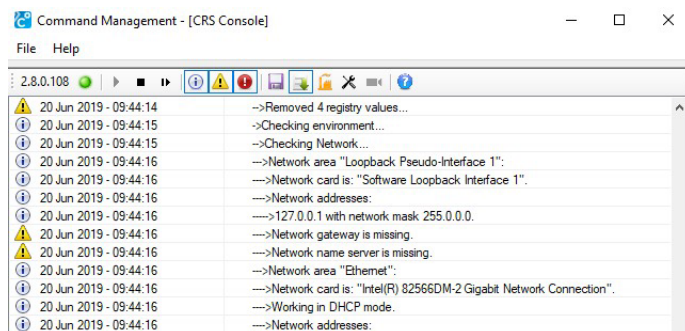 Command Management - [CRS Console]
File Help
2.8.0.108
20 Jun 2019 - 09:44:14 -->Removed 4 registry values...
20 Jun 2019 - 09:44:15 ->Checking environment...
20 Jun 2019 - 09:44:15 -->Checking Network...
20 Jun 2019 - 09:44:16 --->Network area "Loopback Pseudo-Interface 1":
20 Jun 2019 - 09:44:16 ---->Network card is: "Software Loopback Interface 1".
20 Jun 2019 - 09:44:16 ---->Network addresses:
20 Jun 2019 - 09:44:16 ----->127.0.0.1 with network mask 255.0.0.0.
20 Jun 2019 - 09:44:16 ---->Network gateway is missing.
20 Jun 2019 - 09:44:16 ---->Network name server is missing.
20 Jun 2019 - 09:44:16 --->Network area "Ethernet":
20 Jun 2019 - 09:44:16 ---->Network card is: "Intel(R) 82566DM-2 Gigabit Network Connection".
20 Jun 2019 - 09:44:16 ---->Working in DHCP mode.
20 Jun 2019 - 09:44:16 ---->Network addresses: